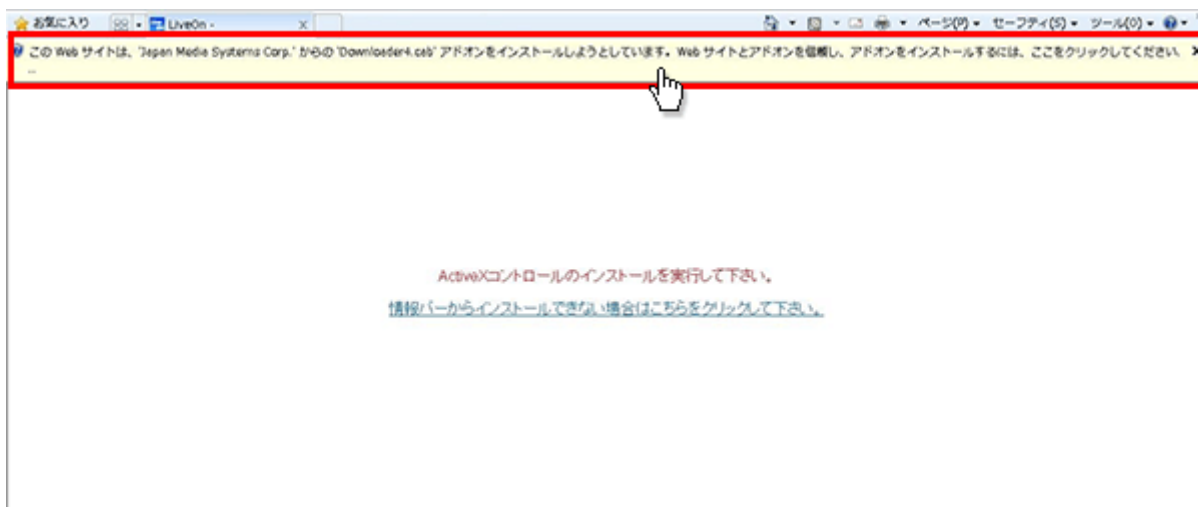 お気に入り LiveOn - ページ(P) セーフティ(S) ツール(O)
この Web サイトは、'Japan Media Systems Corp.' からの 'Downloader4.cab' アドオンをインストールしようとしています。Web サイトとアドオンを信頼し、アドオンをインストールするには、ここをクリックしてください
...
ActiveXコントロールのインストールを実行して下さい。
情報バーからインストールできない場合はこちらをクリックして下さい。